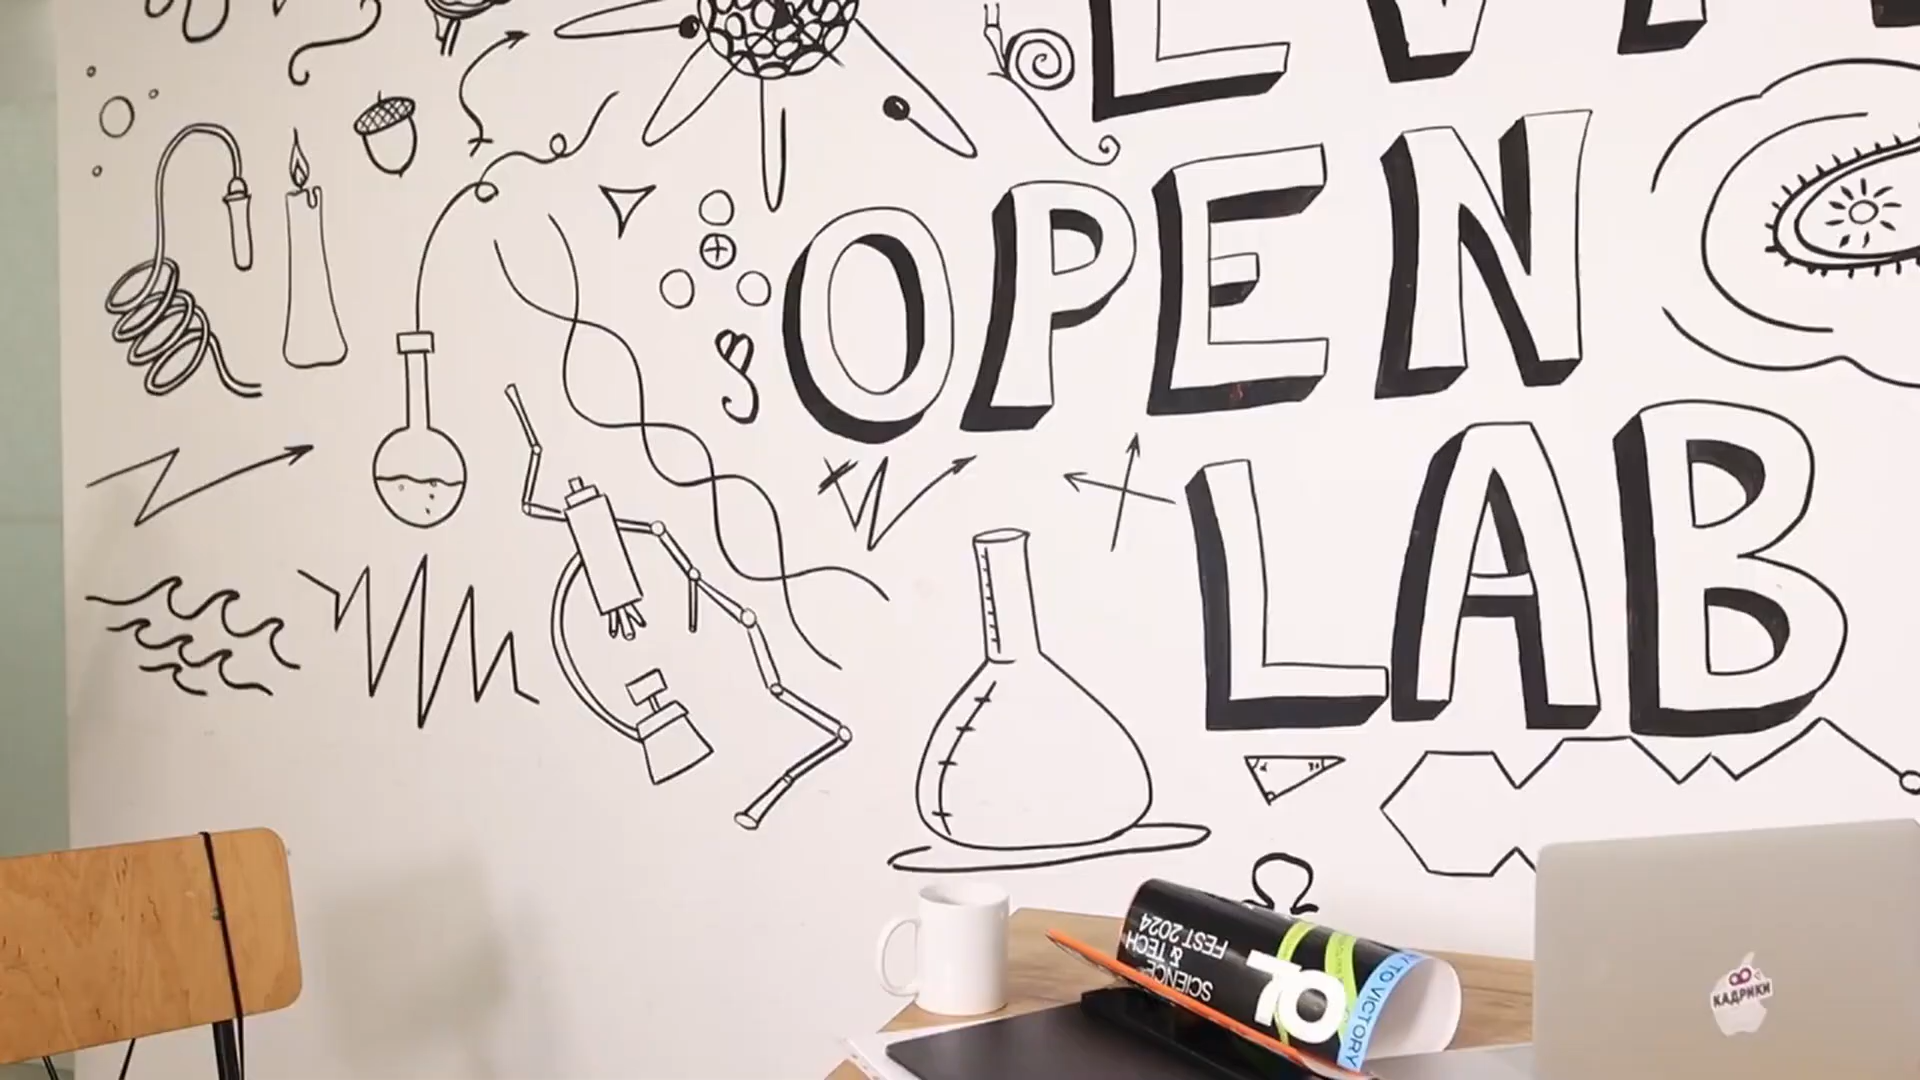 OPEN
LAB
SCIENCE
& TECH
FEST 2024
TO VICTORY
КАДРИКИ